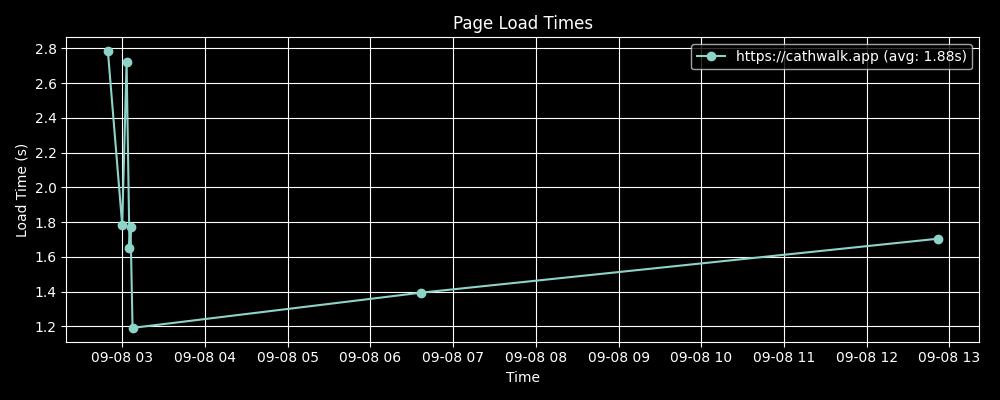 Page Load Times
https://cathwalk.app (avg: 1.88s)
Load Time (s)
2.8
2.6
2.4
2.2
2.0
1.8
1.6
1.4
1.2
09-08 03 09-08 04 09-08 05 09-08 06 09-08 07 09-08 08 09-08 09 09-08 10 09-08 11 09-08 12 09-08 13
Time